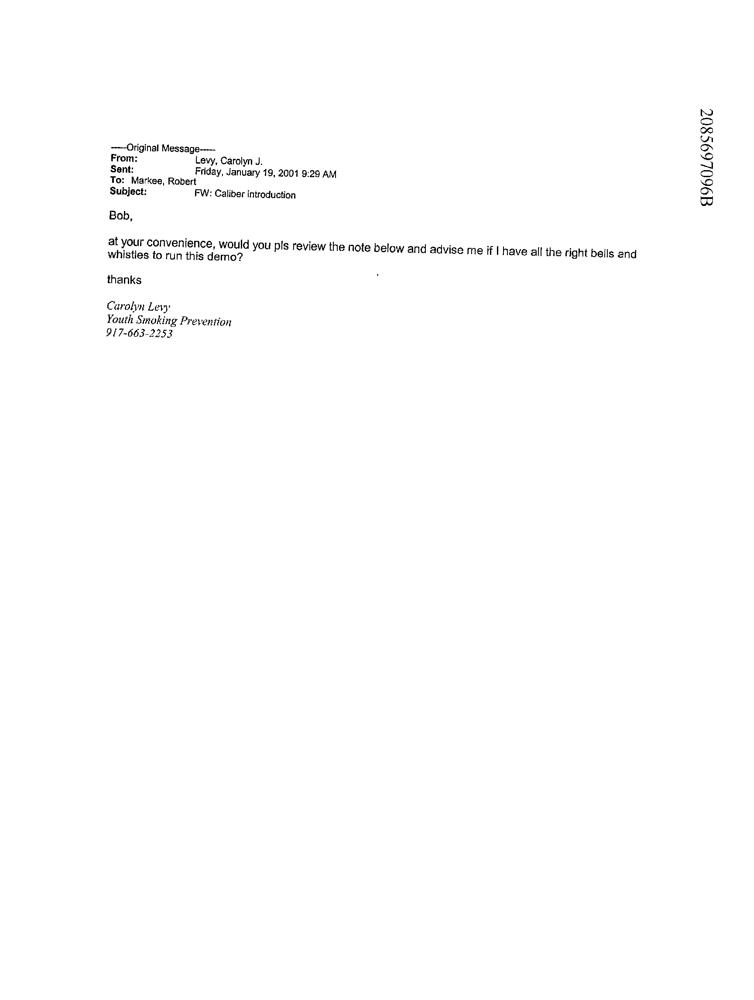 -----Original Message-----
From: Levy, Carolyn J.
Sent: Friday, January 19, 2001 9:29 AM
To: Markee, Robert
Subject: FW: Caliber introduction
Bob,
at your convenience, would you pls review the note below and advise me if I have all the right bells and
whistles to run this demo?
thanks
Carolyn Levy
Youth Smoking Prevention
917-663-2253
2085697096B